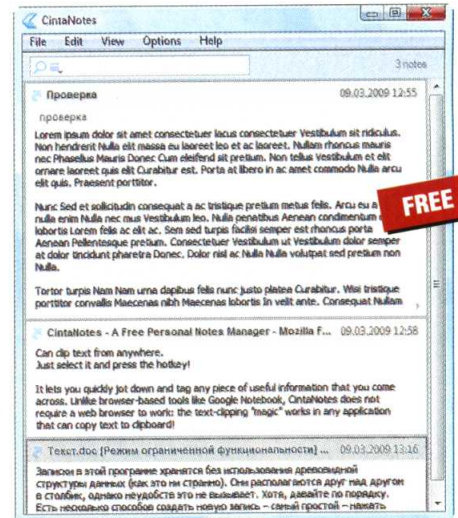 CintaNotes
File Edit View Options Help
3 notes
Проверка 09.03.2009 12:55
проверка
Lorem ipsum dolor sit amet consectetuer lacus consectetuer Vestibulum sit ridiculus.
Non hendrerit Nulla elit massa eu laoreet leo et ac laoreet. Nullam rhoncus mauris
nec Phasellus Mauris Donec Cum eleifend sit pretium. Non tellus Vestibulum et elit
ornare laoreet quis elit Curabitur est. Porta at libero in ac amet commodo Nulla arcu
elit quis. Praesent porttitor.
Nunc Sed et sollicitudin consequat a ac tristique pretium metus felis. Arcu eu a
nulla enim Nulla nec mus Vestibulum leo. Nulla penatibus Aenean condimentum
lobortis Lorem felis ac elit ac. Sem sed turpis facilisi semper est rhoncus porta
Aenean Pellentesque pretium. Consectetuer Vestibulum ut Vestibulum dolor semper
at dolor tincidunt pharetra Donec. Dolor nisl ac Nulla Nulla volutpat sed pretium non
Nulla.
Tortor turpis Nam Nam urna dapibus felis nunc justo platea Curabitur. Wisi tristique
porttitor convallis Maecenas nibh Maecenas lobortis In velit ante. Consequat Nullam
FREE
CintaNotes - A Free Personal Notes Manager - Mozilla F... 09.03.2009 12:58
Can clip text from anywhere.
Just select it and press the hotkey!
It lets you quickly jot down and tag any piece of useful information that you come
across. Unlike browser-based tools like Google Notebook, CintaNotes does not
require a web browser to work: the text-clipping "magic" works in any application
that can copy text to clipboard!
Текст.doc [Режим ограниченной функциональности] ... 09.03.2009 13:16
Записки в этой программе хранятся без использования древовидной
структуры данных (как это ни странно). Они располагаются друг над другом
в столбик, однако неудобств это не вызывает. Хотя, давайте по порядку.
Есть несколько способов создать новую запись – самый простой – нажать